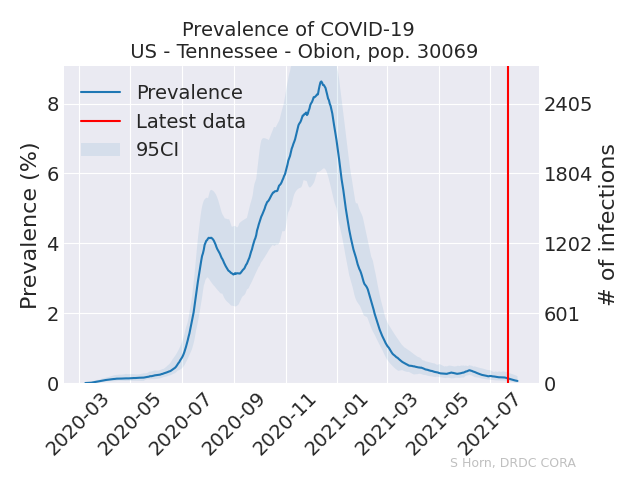 Prevalence of COVID-19
US - Tennessee - Obion, pop. 30069
Prevalence
Latest data
95CI
Prevalence (%)
8
6
4
2
0
2405
1804
1202
601
0
# of infections
2020-03
2020-05
2020-07
2020-09
2020-11
2021-01
2021-03
2021-05
2021-07
S Horn, DRDC CORA